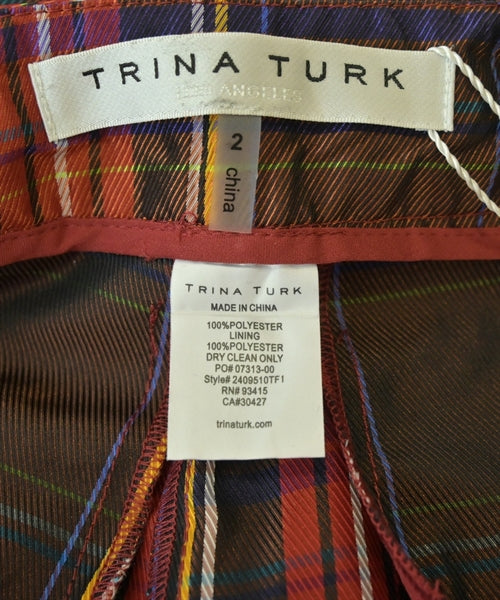 TRINA TURK
LOS ANGELES
2
china
TRINA TURK
MADE IN CHINA
100%POLYESTER
LINING
100%POLYESTER
DRY CLEAN ONLY
PO# 07313-00
Style# 2409510TF1
RN# 93415
CA#30427
trinaturk.com